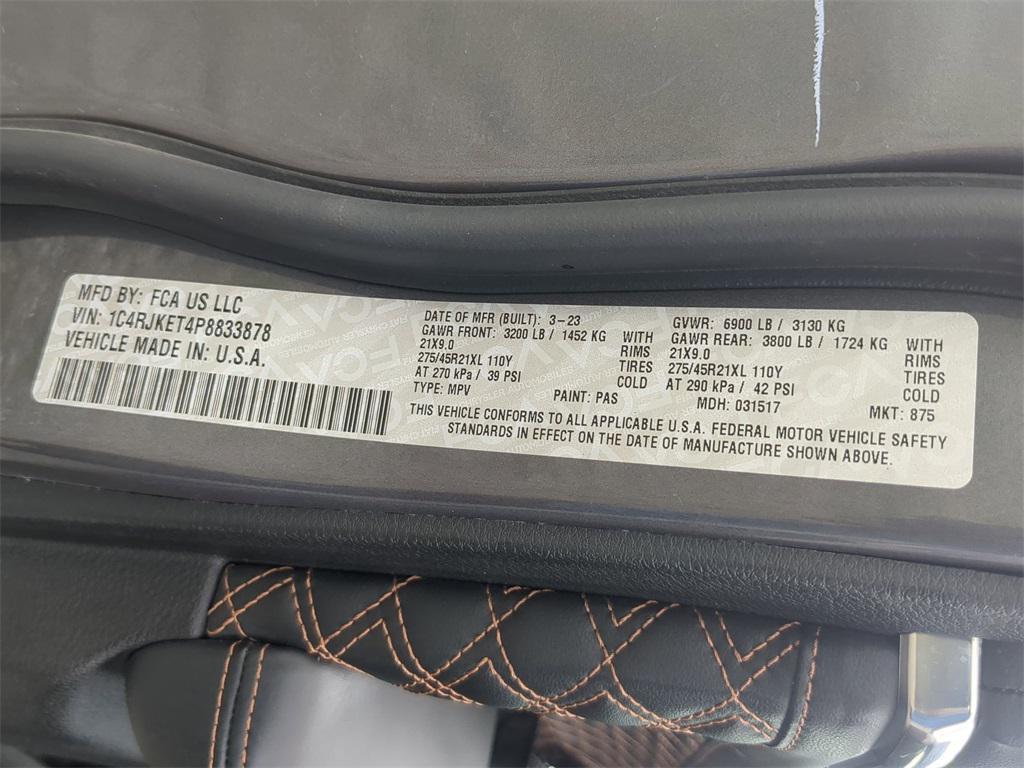 MFD BY: FCA US LLC
VIN: 1C4RJKET4P8833878
VEHICLE MADE IN: U.S.A.
DATE OF MFR (BUILT): 3-23
GAWR FRONT: 3200 LB / 1452 KG WITH
21X9.0 RIMS
275/45R21XL 110Y TIRES
AT 270 kPa / 39 PSI COLD
TYPE: MPV PAINT: PAS
GVWR: 6900 LB / 3130 KG
GAWR REAR: 3800 LB / 1724 KG WITH
21X9.0 RIMS
275/45R21XL 110Y TIRES
AT 290 kPa / 42 PSI COLD
MDH: 031517 MKT: 875
THIS VEHICLE CONFORMS TO ALL APPLICABLE U.S.A. FEDERAL MOTOR VEHICLE SAFETY
STANDARDS IN EFFECT ON THE DATE OF MANUFACTURE SHOWN ABOVE.